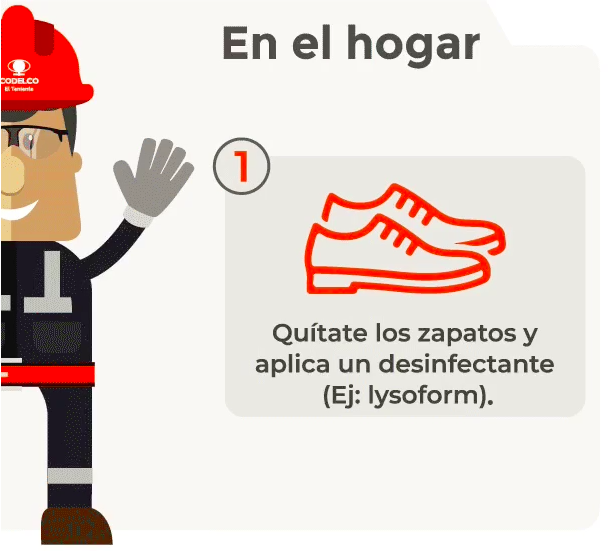 En el hogar
CODELCO
El Teniente
1
Quítate los zapatos y
aplica un desinfectante
(Ej: lysoform).